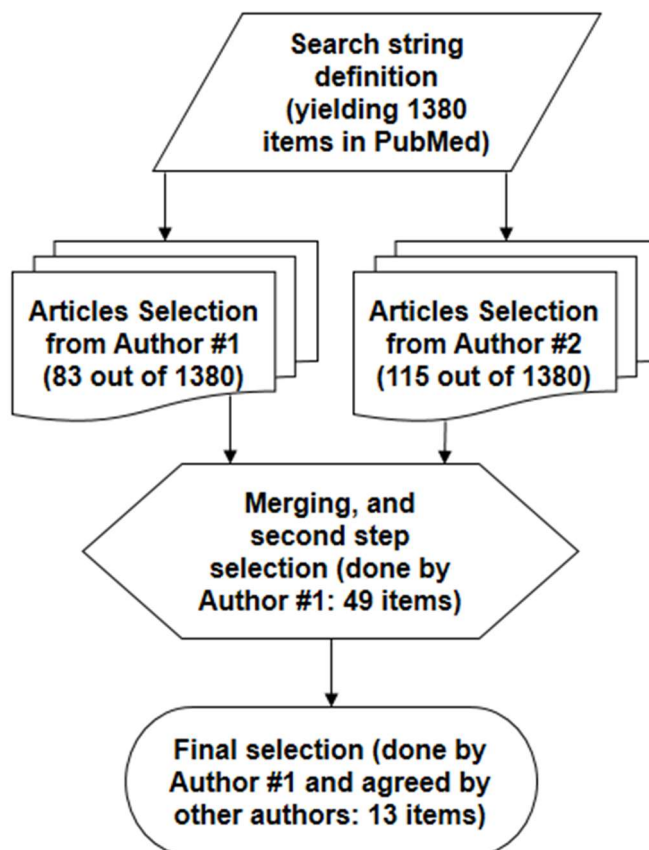 Search string
definition
(yielding 1380
items in PubMed)
Articles Selection
from Author #1
(83 out of 1380)
Articles Selection
from Author #2
(115 out of 1380)
Merging, and
second step
selection (done by
Author #1: 49 items)
Final selection (done by
Author #1 and agreed by
other authors: 13 items)